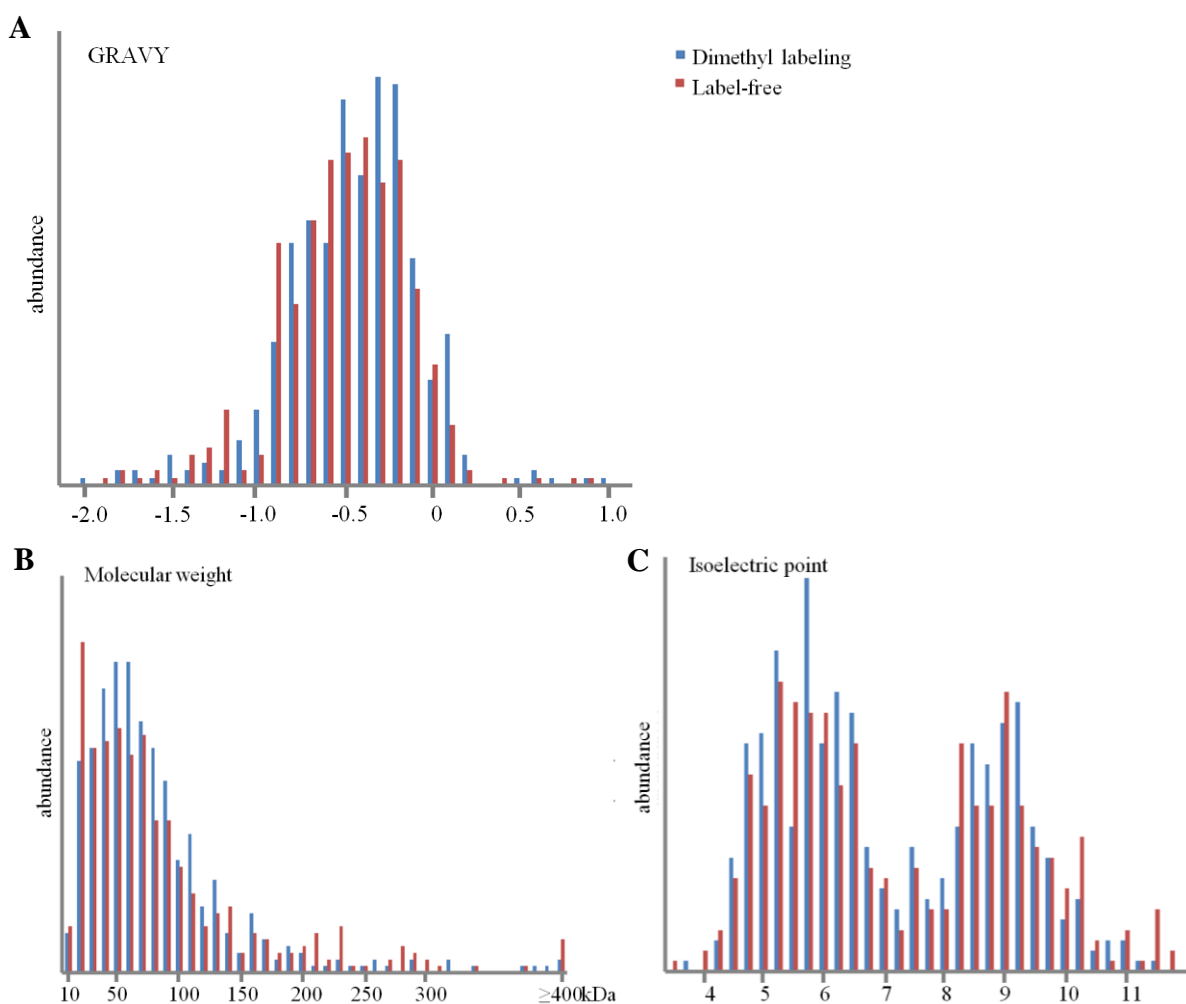 A
GRAVY
Dimethyl labeling
Label-free
abundance
-2.0 -1.5 -1.0 -0.5 0 0.5 1.0
B
Molecular weight
abundance
10 50 100 150 200 250 300 ≥400kDa
C
Isoelectric point
abundance
4 5 6 7 8 9 10 11